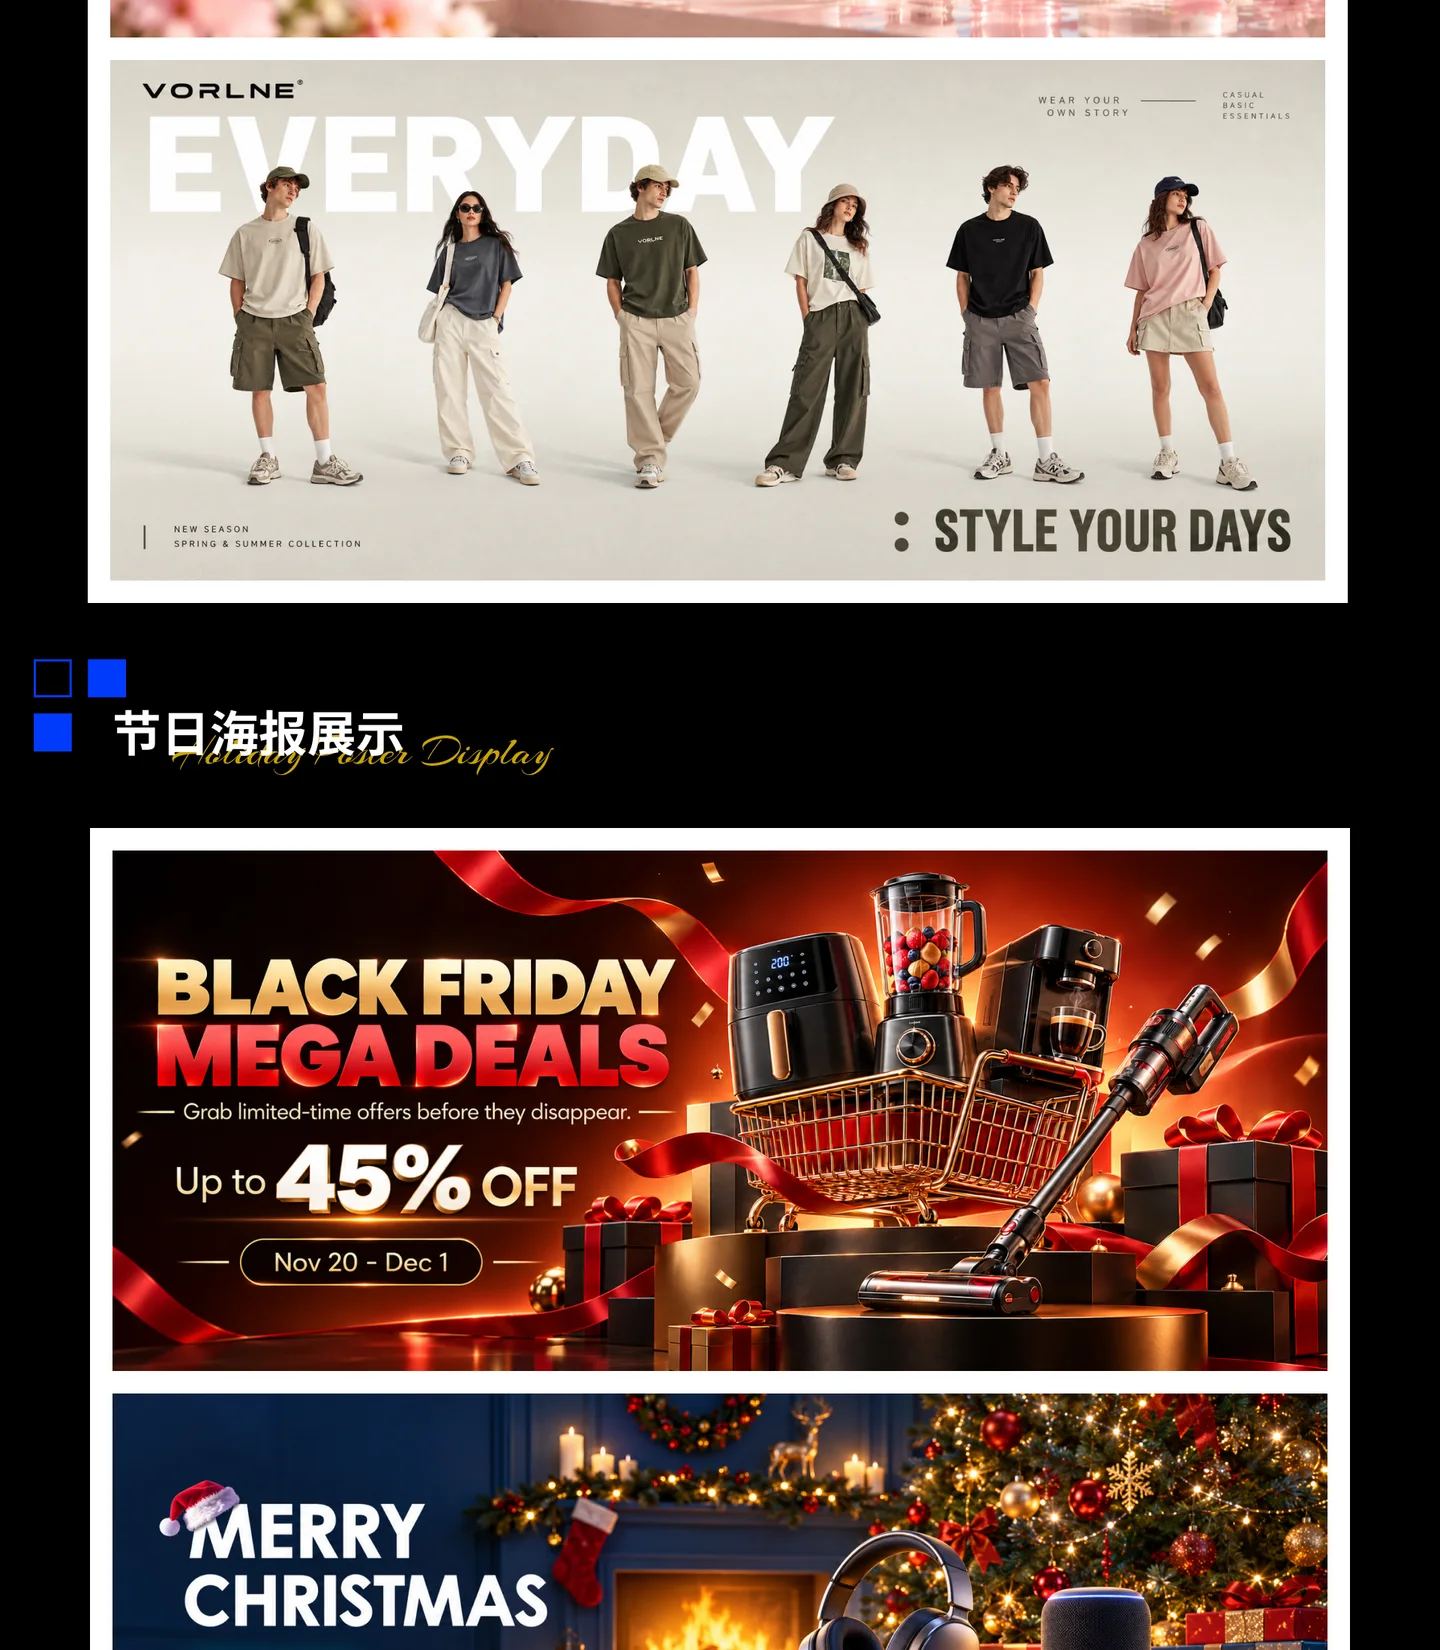 VORLNE®
EVERYDAY
WEAR YOUR
OWN STORY
CASUAL
BASIC
ESSENTIALS
VORLNE
NEW SEASON
SPRING & SUMMER COLLECTION
: STYLE YOUR DAYS
节日海报展示
Holiday Poster Display
BLACK FRIDAY
MEGA DEALS
Grab limited-time offers before they disappear.
Up to 45% OFF
Nov 20 - Dec 1
200
MERRY
CHRISTMAS